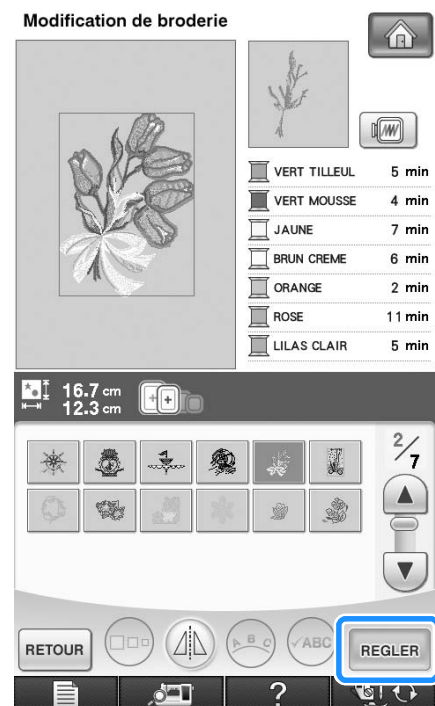 Modification de broderie
VERT TILLEUL 5 min
VERT MOUSSE 4 min
JAUNE 7 min
BRUN CREME 6 min
ORANGE 2 min
ROSE 11 min
LILAS CLAIR 5 min
16.7 cm
12.3 cm
2/7
RETOUR
ABC
✓ABC
REGLER
?